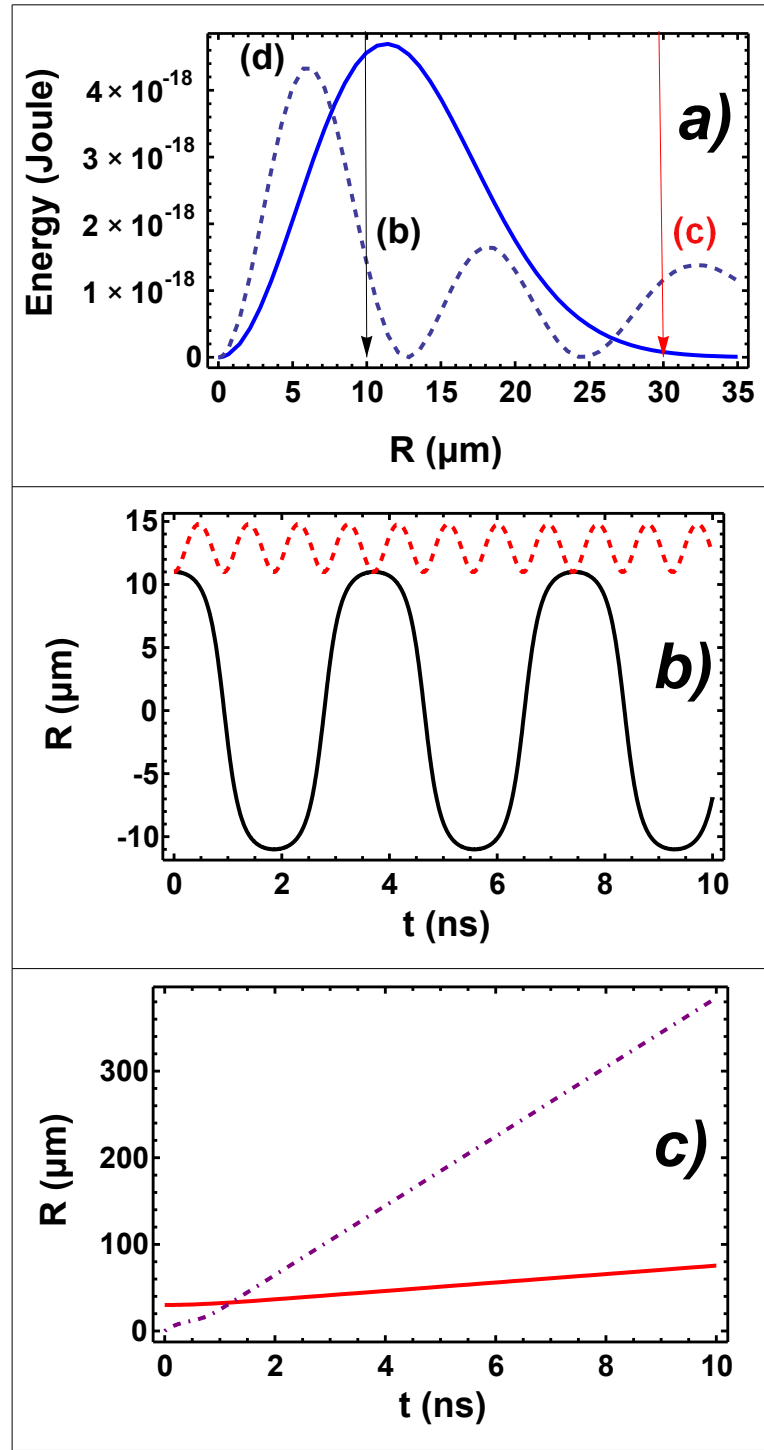 (d)
4 × 10-18
3 × 10-18
2 × 10-18
1 × 10-18
0
Energy (Joule)
a)
(b)
(c)
0 5 10 15 20 25 30 35
R (µm)
15
10
5
0
-5
-10
R (µm)
b)
0 2 4 6 8 10
t (ns)
300
200
100
0
R (µm)
c)
0 2 4 6 8 10
t (ns)